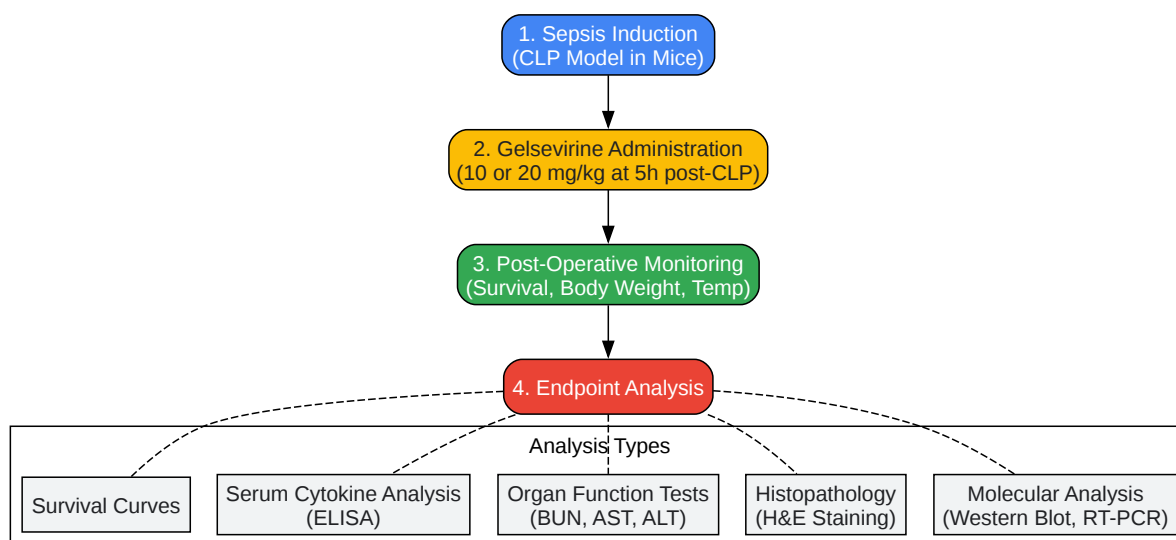 1. Sepsis Induction
(CLP Model in Mice)
2. Gelsevirine Administration
(10 or 20 mg/kg at 5h post-CLP)
3. Post-Operative Monitoring
(Survival, Body Weight, Temp)
4. Endpoint Analysis
Analysis Types
Survival Curves
Serum Cytokine Analysis
(ELISA)
Organ Function Tests
(BUN, AST, ALT)
Histopathology
(H&E Staining)
Molecular Analysis
(Western Blot, RT-PCR)